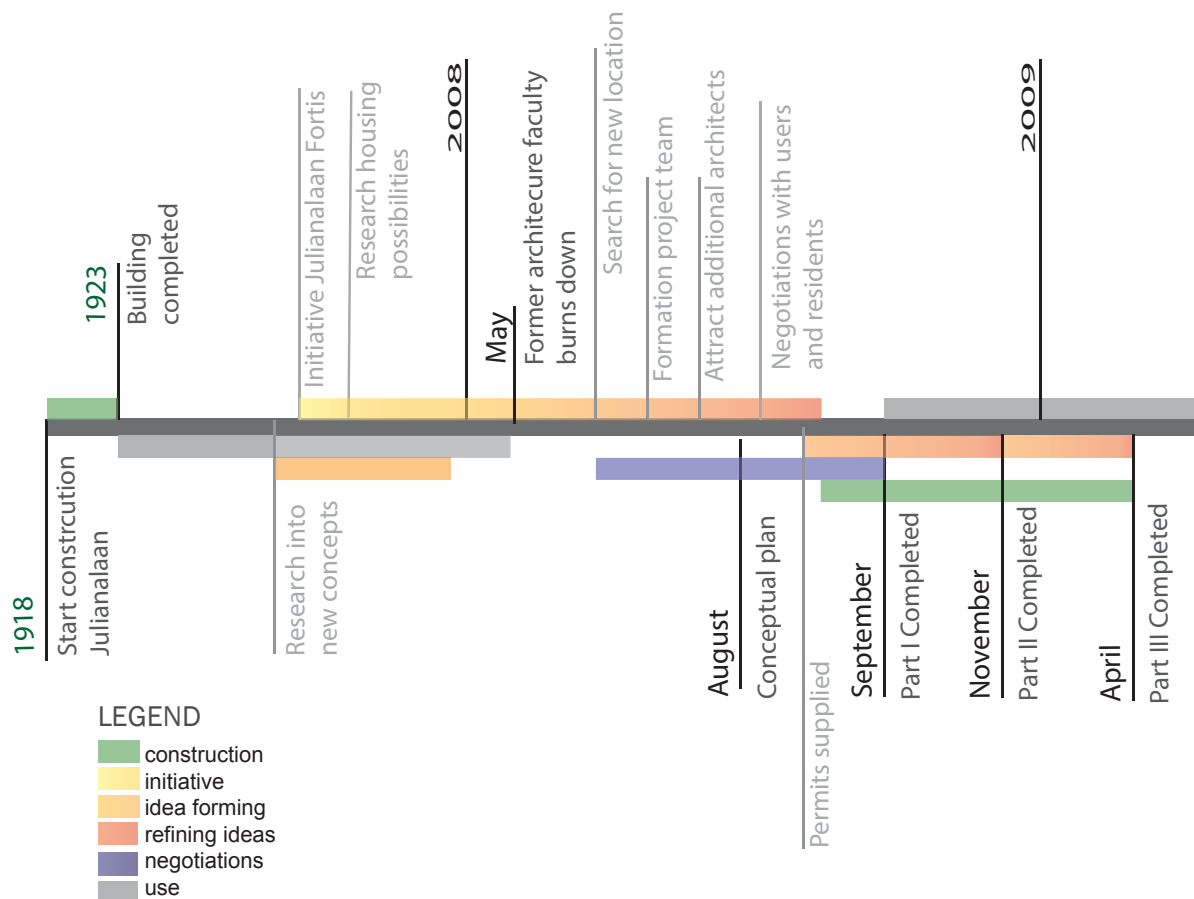 1918
Start constrcution
Julianalaan
1923
Building
completed
Research into
new concepts
Initiative Julianalaan Fortis
Research housing
possibilities
2008
May
Former architecure faculty
burns down
Search for new location
Formation project team
Attract additional architects
August
Conceptual plan
Negotiations with users
and residents
Permits supplied
September
Part I Completed
November
Part II Completed
2009
April
Part III Completed
LEGEND
construction
initiative
idea forming
refining ideas
negotiations
use